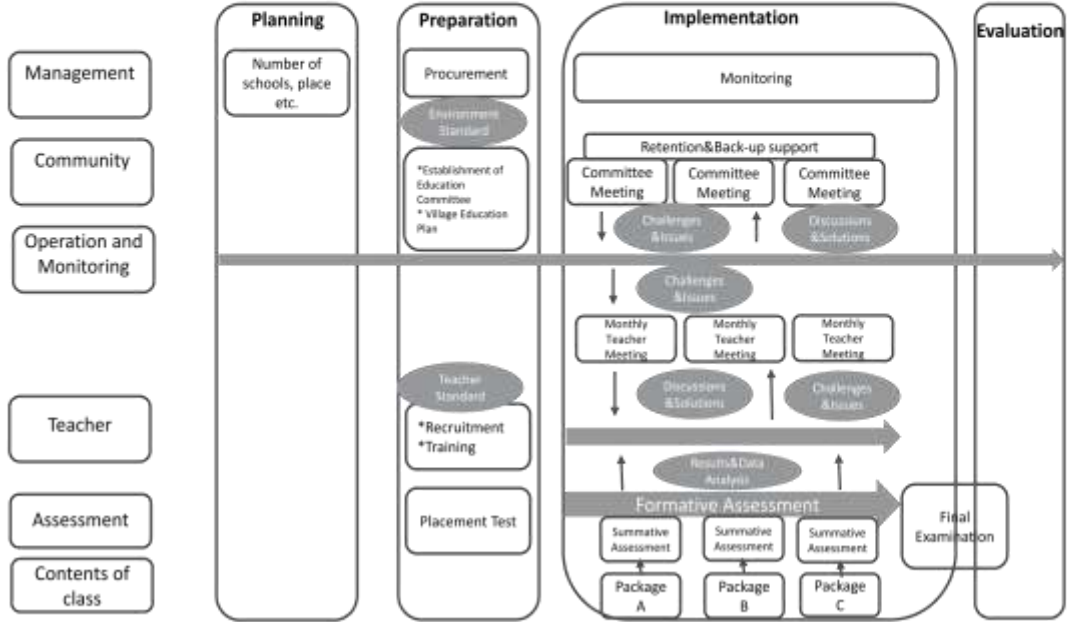 Planning
Preparation
Implementation
Evaluation
Management
Number of
schools, place
etc.
Procurement
Monitoring
Environment
Standard
Community
*Establishment of
Education
Committee
* Village Education
Plan
Retention&Back-up support
Committee
Meeting
Committee
Meeting
Committee
Meeting
Challenges
&Issues
Discussions
&Solutions
Operation and
Monitoring
Challenges
&Issues
Monthly
Teacher
Meeting
Monthly
Teacher
Meeting
Monthly
Teacher Meeting
Teacher
Standard
Discussions
&Solutions
Challenges
&Issues
Teacher
*Recruitment
*Training
Results&Data
Analysis
Assessment
Placement Test
Formative Assessment
Final
Examination
Summative
Assessment
Summative
Assessment
Summative
Assessment
Contents of
class
Package
A
Package
B
Package
C